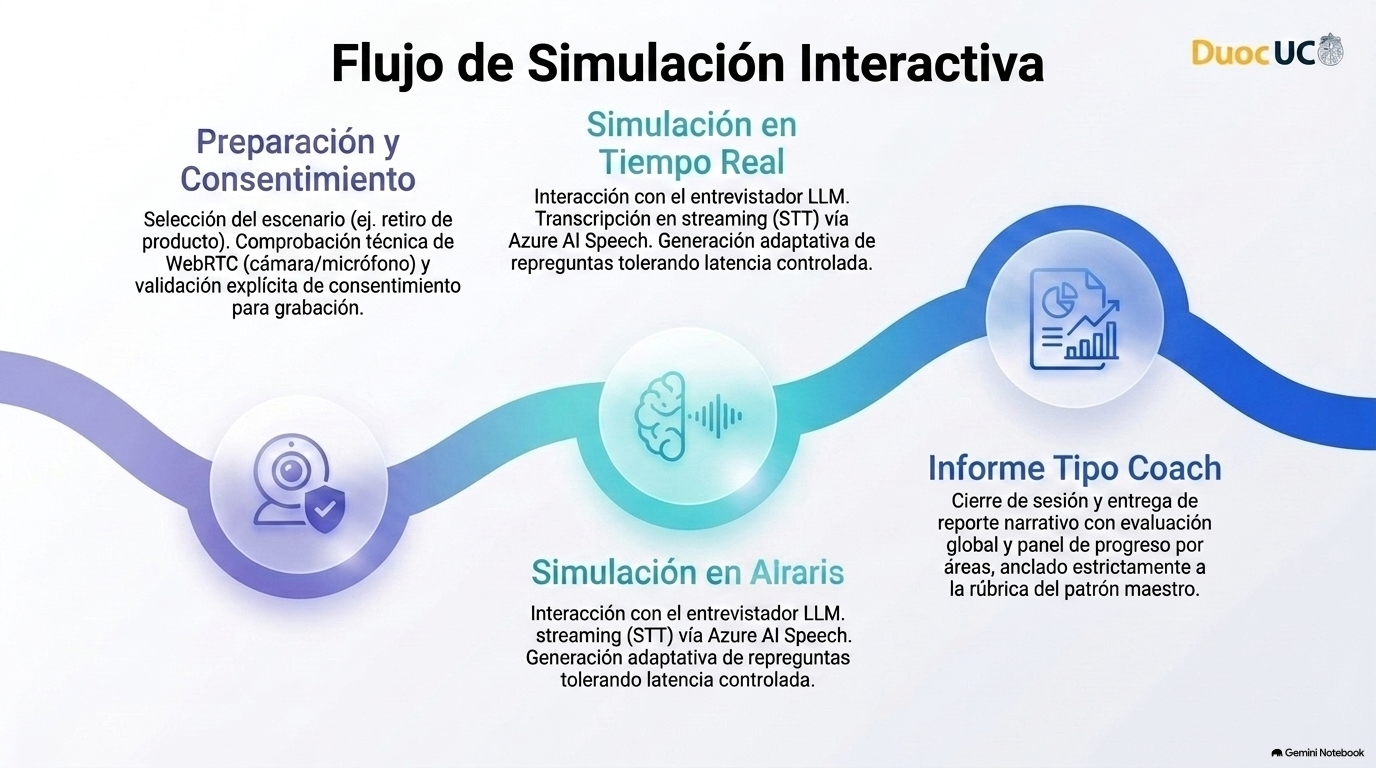 Flujo de Simulación Interactiva
Duoc UC
Preparación y
Consentimiento
Selección del escenario (ej. retiro de
producto). Comprobación técnica de
WebRTC (cámara/micrófono) y
validación explícita de consentimiento
para grabación.
Simulación en
Tiempo Real
Interacción con el entrevistador LLM.
Transcripción en streaming (STT) vía
Azure AI Speech. Generación adaptativa de
repreguntas tolerando latencia controlada.
Simulación en Alraris
Interacción con el entrevistador LLM.
streaming (STT) vía Azure AI Speech.
Generación adaptativa de repreguntas
tolerando latencia controlada.
Informe Tipo Coach
Cierre de sesión y entrega de
reporte narrativo con evaluación
global y panel de progreso por
áreas, anclado estrictamente a
la rúbrica del patrón maestro.
Gemini Notebook